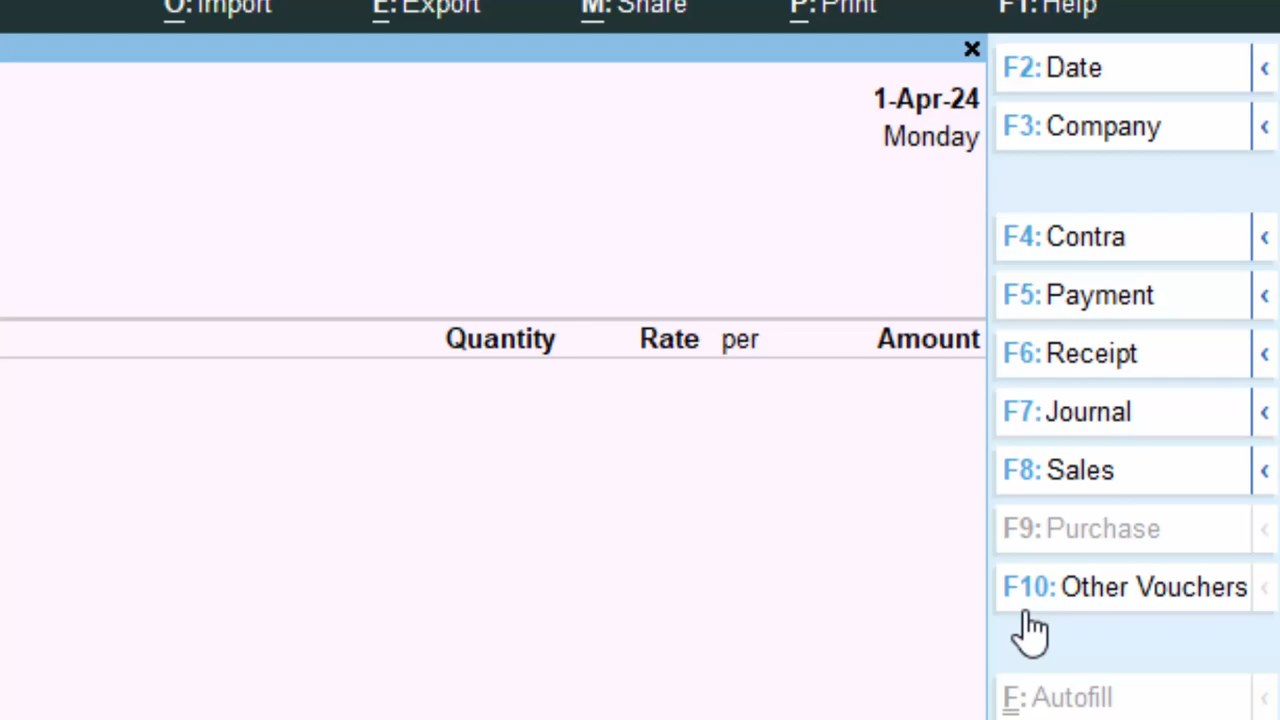 O: Import E: Export M: Share P: Print F1: Help
1-Apr-24
Monday
Quantity Rate per Amount
F2: Date
F3: Company
F4: Contra
F5: Payment
F6: Receipt
F7: Journal
F8: Sales
F9: Purchase
F10: Other Vouchers
F: Autofill